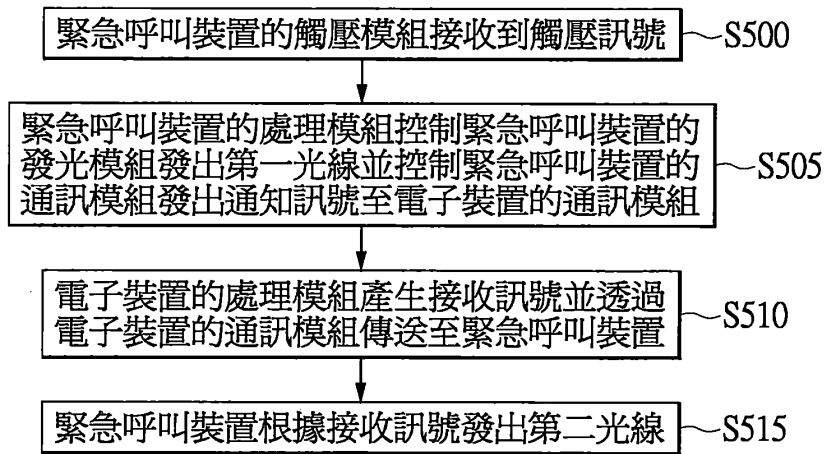 緊急呼叫裝置的觸壓模組接收到觸壓訊號
S500
緊急呼叫裝置的處理模組控制緊急呼叫裝置的
發光模組發出第一光線並控制緊急呼叫裝置的
通訊模組發出通知訊號至電子裝置的通訊模組
S505
電子裝置的處理模組產生接收訊號並透過
電子裝置的通訊模組傳送至緊急呼叫裝置
S510
緊急呼叫裝置根據接收訊號發出第二光線
S515